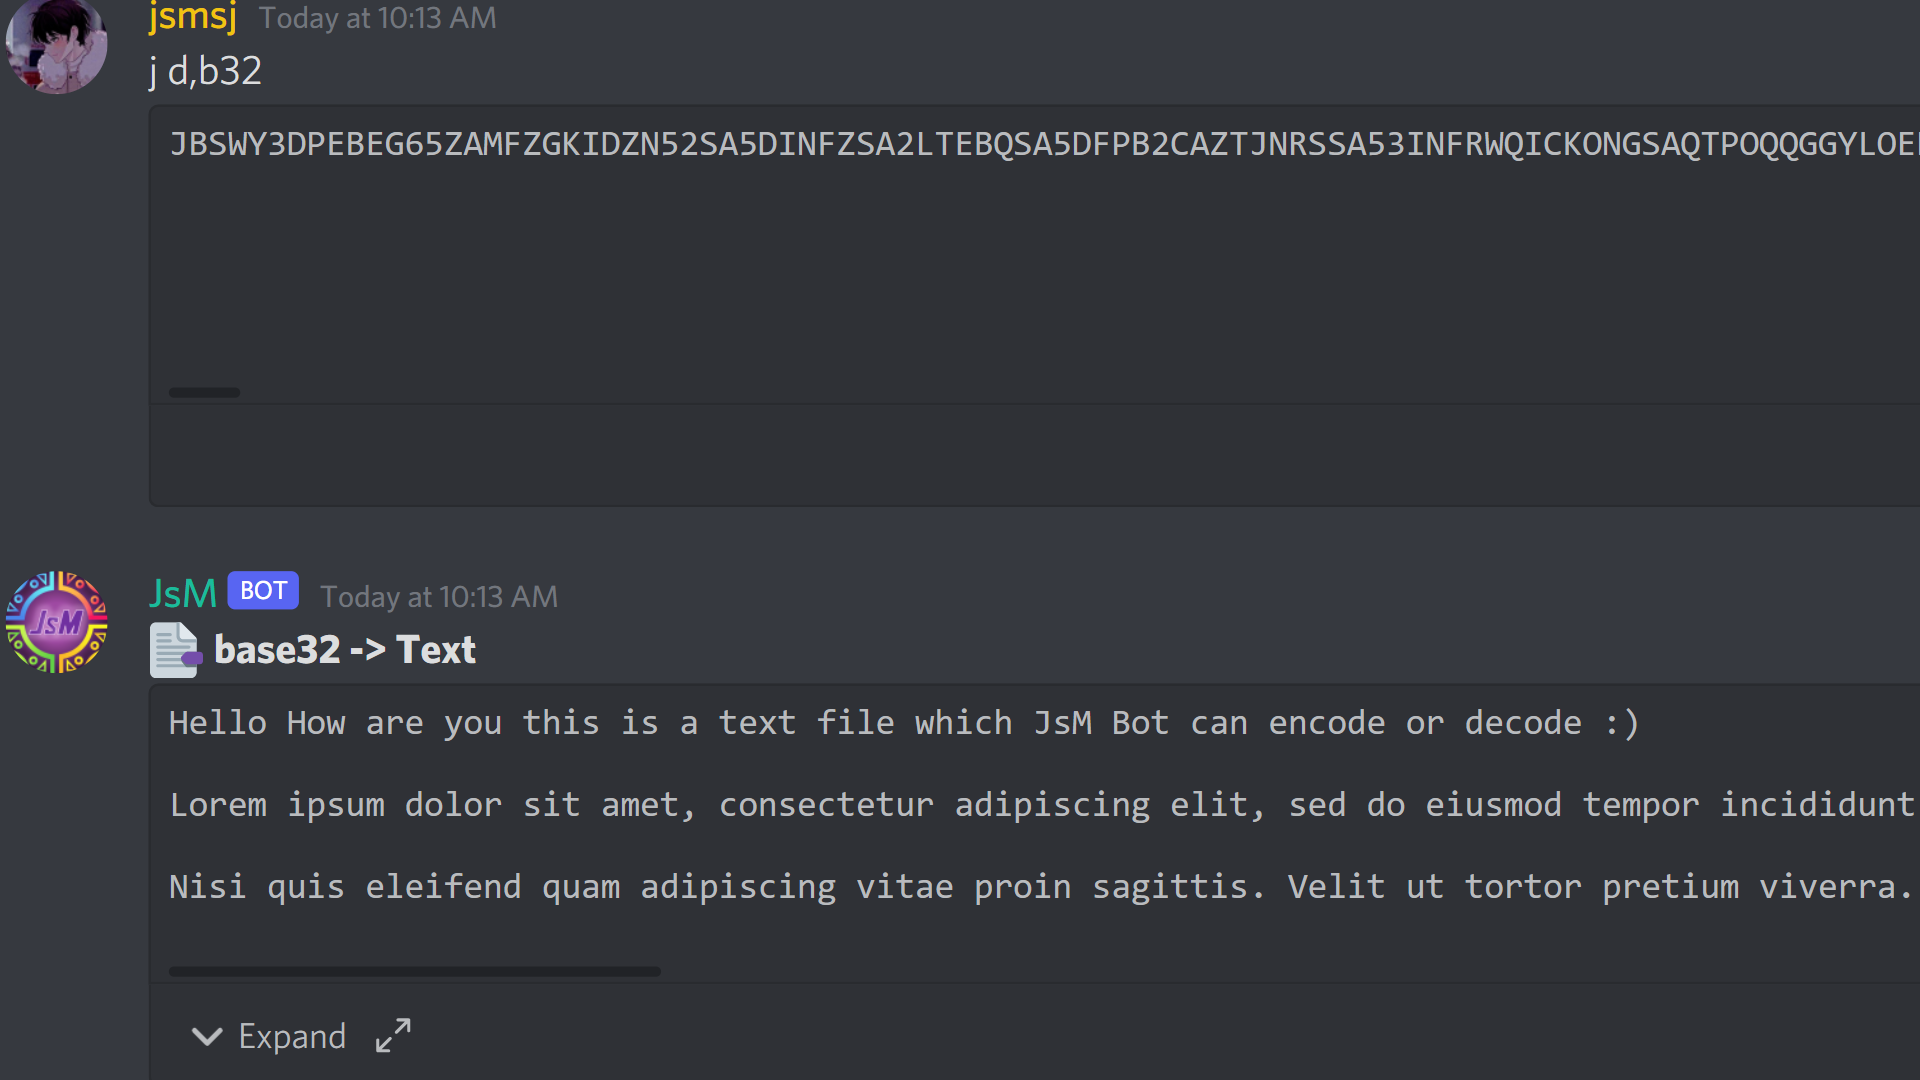 jsmsj Today at 10:13 AM
j d,b32
JBSWY3DPEBEG65ZAMFZGKIDZN52SA5DINFZSA2LTEBQSA5DFPB2CAZTJNRSSA53INFRWQICKONGSAQTPOQQGGYLOE
JsM BOT Today at 10:13 AM
JsM
base32 -> Text
Hello How are you this is a text file which JsM Bot can encode or decode :)
Lorem ipsum dolor sit amet, consectetur adipiscing elit, sed do eiusmod tempor incididunt
Nisi quis eleifend quam adipiscing vitae proin sagittis. Velit ut tortor pretium viverra.
Expand